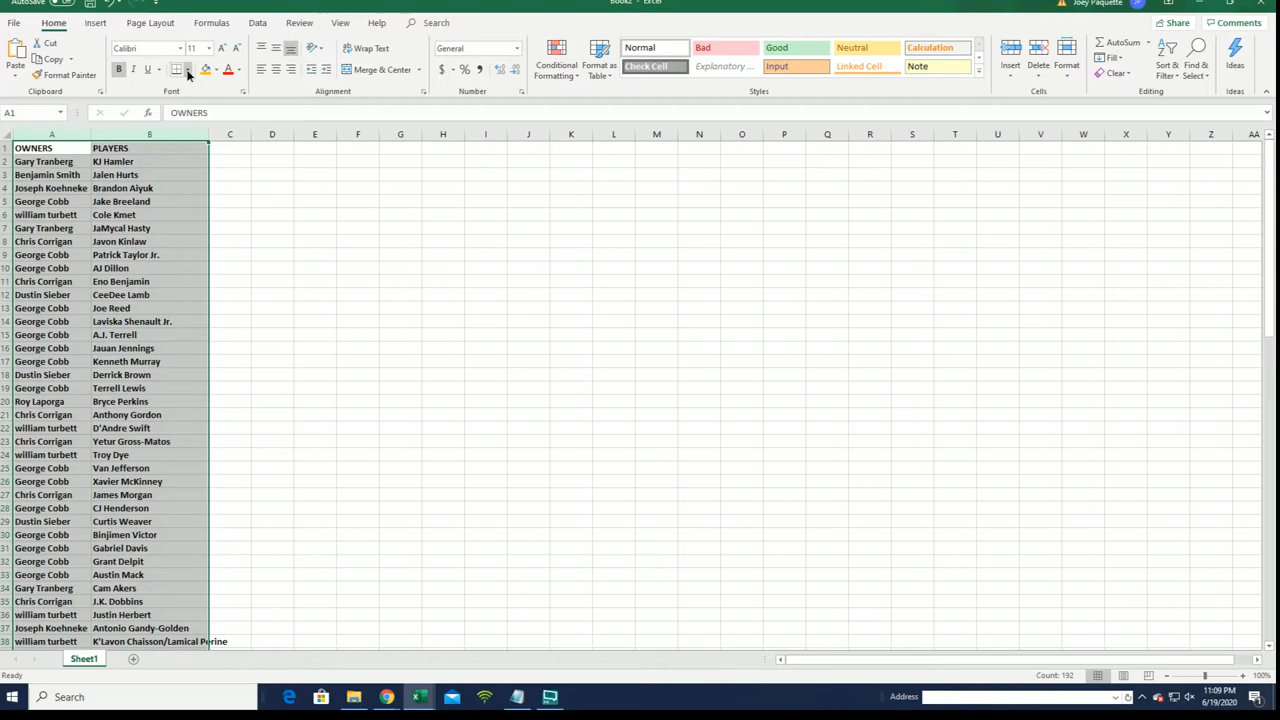 AutoSave Off Book2 - Excel Joey Paquette JP
File Home Insert Page Layout Formulas Data Review View Help Search Share Comments
Paste Cut Copy Format Painter Clipboard
Calibri 11 A A B I U A Font
Wrap Text Merge & Center Alignment
General $ % Number
Conditional Formatting Format as Table
Normal Bad Good Neutral Calculation
Check Cell Explanatory ... Input Linked Cell Note
Styles
Insert Delete Format Cells
AutoSum Fill Clear Sort & Filter Find & Select Editing
Ideas Ideas
A1 fx OWNERS
A B C D E F G H I J K L M N O P Q R S T U V W X Y Z AA
1 OWNERS PLAYERS
2 Gary Tranberg KJ Hamler
3 Benjamin Smith Jalen Hurts
4 Joseph Koehneke Brandon Aiyuk
5 George Cobb Jake Breeland
6 william turbett Cole Kmet
7 Gary Tranberg JaMycal Hasty
8 Chris Corrigan Javon Kinlaw
9 George Cobb Patrick Taylor Jr.
10 George Cobb AJ Dillon
11 Chris Corrigan Eno Benjamin
12 Dustin Sieber CeeDee Lamb
13 George Cobb Joe Reed
14 George Cobb Laviska Shenault Jr.
15 George Cobb A.J. Terrell
16 George Cobb Jauan Jennings
17 George Cobb Kenneth Murray
18 Dustin Sieber Derrick Brown
19 George Cobb Terrell Lewis
20 Roy Laporga Bryce Perkins
21 Chris Corrigan Anthony Gordon
22 william turbett D'Andre Swift
23 Chris Corrigan Yetur Gross-Matos
24 william turbett Troy Dye
25 George Cobb Van Jefferson
26 George Cobb Xavier McKinney
27 Chris Corrigan James Morgan
28 George Cobb CJ Henderson
29 Dustin Sieber Curtis Weaver
30 George Cobb Binjimen Victor
31 George Cobb Gabriel Davis
32 George Cobb Grant Delpit
33 George Cobb Austin Mack
34 Gary Tranberg Cam Akers
35 Chris Corrigan J.K. Dobbins
36 william turbett Justin Herbert
37 Joseph Koehneke Antonio Gandy-Golden
38 william turbett K'Lavon Chaisson/Lamical Perine
Sheet1
Ready Count: 192 100%
Search Address 11:09 PM
6/19/2020